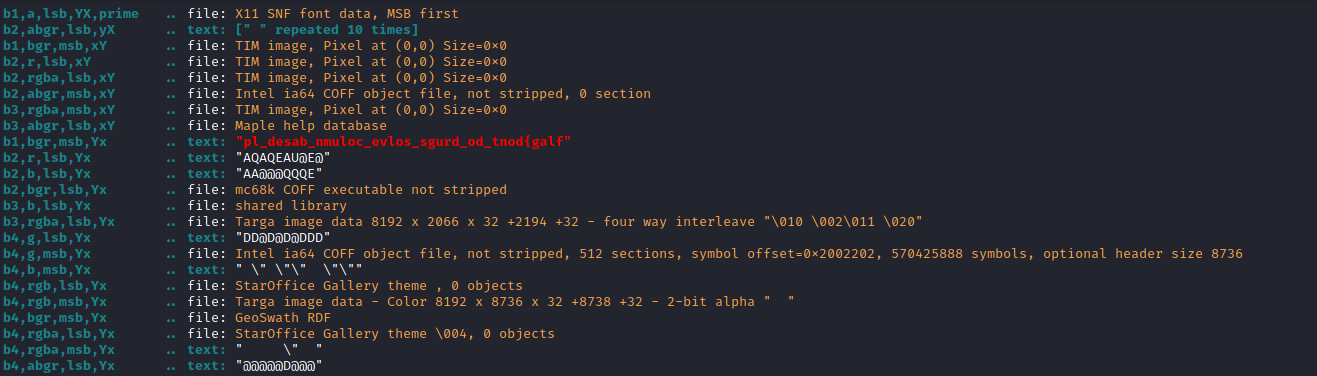 b1,a,lsb,YX,prime .. file: X11 SNF font data, MSB first
b2,abgr,lsb,yX .. text: [" " repeated 10 times]
b1,bgr,msb,xY .. file: TIM image, Pixel at (0,0) Size=0×0
b2,r,lsb,xY .. file: TIM image, Pixel at (0,0) Size=0×0
b2,rgba,lsb,xY .. file: TIM image, Pixel at (0,0) Size=0×0
b2,abgr,msb,xY .. file: Intel ia64 COFF object file, not stripped, 0 section
b3,rgba,msb,xY .. file: TIM image, Pixel at (0,0) Size=0×0
b3,abgr,lsb,xY .. file: Maple help database
b1,bgr,msb,Yx .. text: "pl_desab_nmuloc_evlos_sgurd_od_tnod{galf"
b2,r,lsb,Yx .. text: "AQAQEAU@E@"
b2,b,lsb,Yx .. text: "AA@@@QQQE"
b2,bgr,lsb,Yx .. file: mc68k COFF executable not stripped
b3,b,lsb,Yx .. file: shared library
b3,rgba,lsb,Yx .. file: Targa image data 8192 x 2066 x 32 +2194 +32 - four way interleave "\010 \002\011 \020"
b4,g,lsb,Yx .. text: "DD@D@D@DDD"
b4,g,msb,Yx .. file: Intel ia64 COFF object file, not stripped, 512 sections, symbol offset=0×2002202, 570425888 symbols, optional header size 8736
b4,b,msb,Yx .. text: " \" \"\"  \"\""
b4,rgb,lsb,Yx .. file: StarOffice Gallery theme , 0 objects
b4,rgb,msb,Yx .. file: Targa image data - Color 8192 x 8736 x 32 +8738 +32 - 2-bit alpha "  "
b4,bgr,msb,Yx .. file: GeoSwath RDF
b4,rgba,lsb,Yx .. file: StarOffice Gallery theme \004, 0 objects
b4,rgba,msb,Yx .. text: "     \"  "
b4,abgr,lsb,Yx .. text: "@@@@@D@@@"